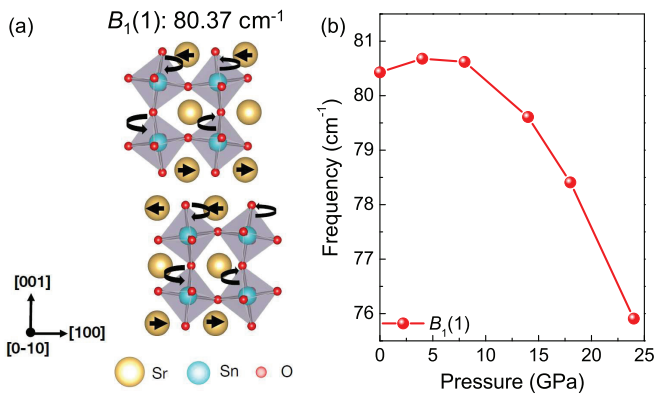 (a)
B₁(1): 80.37 cm⁻¹
[001]
[100]
[0-10]
Sr
Sn
O
(b)
81
80
79
78
77
76
Frequency (cm⁻¹)
B₁(1)
0 5 10 15 20 25
Pressure (GPa)